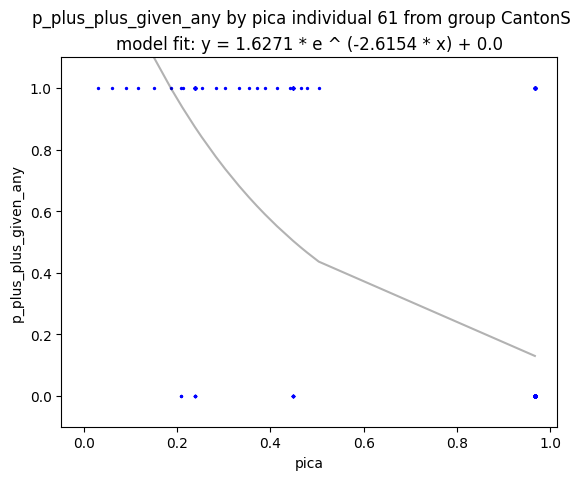 p_plus_plus_given_any by pica individual 61 from group CantonS
model fit: y = 1.6271 * e ^ (-2.6154 * x) + 0.0
1.0
0.8
0.6
0.4
0.2
0.0
p_plus_plus_given_any
0.0 0.2 0.4 0.6 0.8 1.0
pica